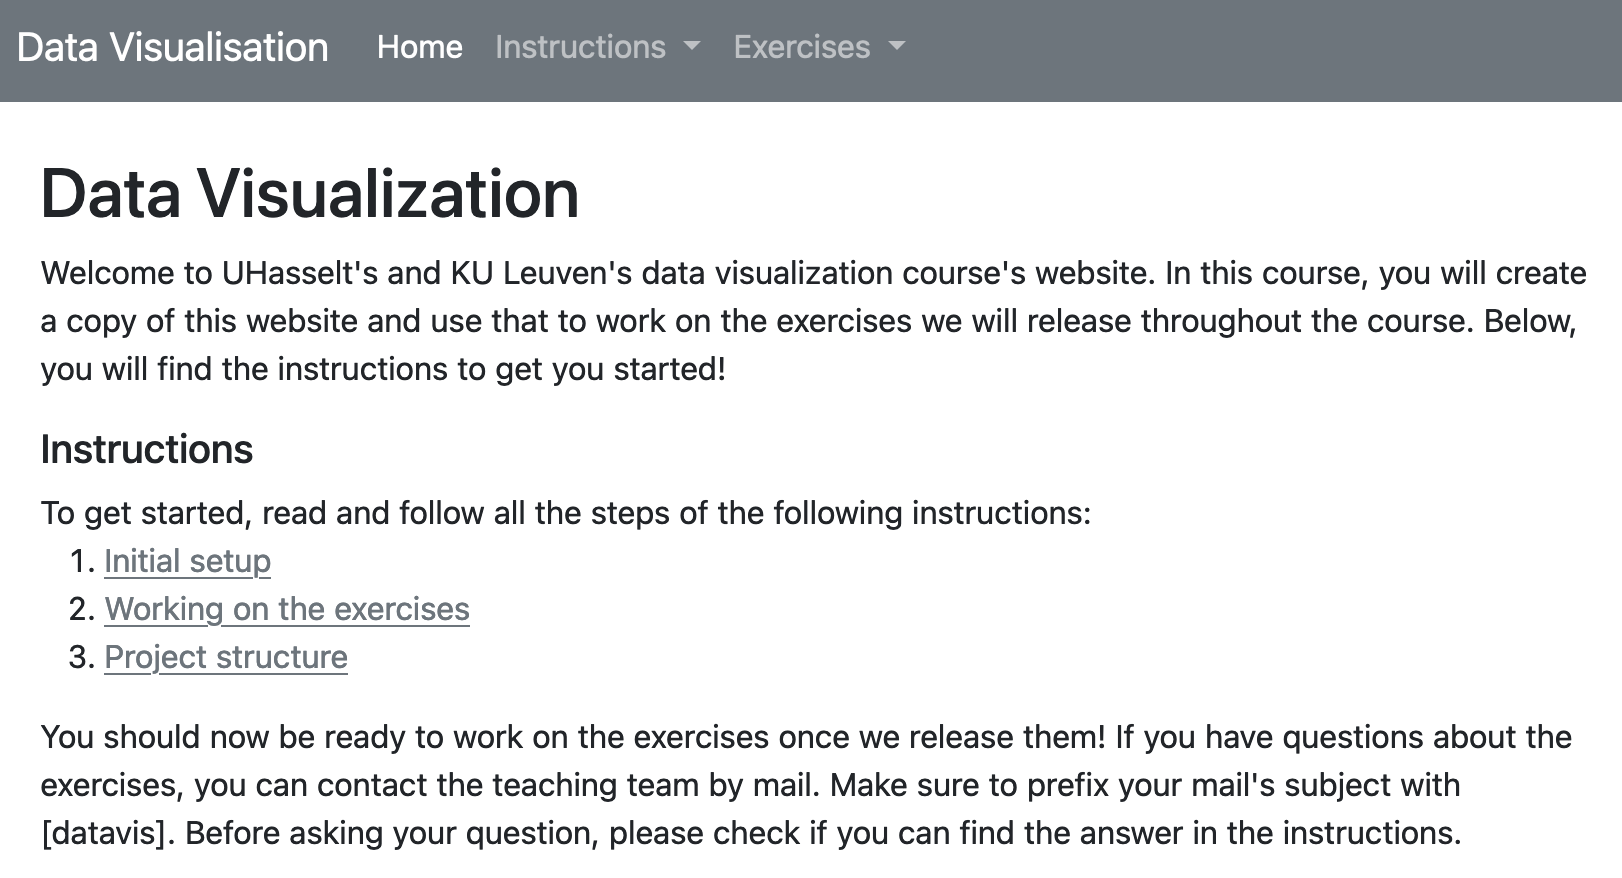 Data Visualisation Home Instructions Exercises
Data Visualization
Welcome to UHasselt's and KU Leuven's data visualization course's website. In this course, you will create
a copy of this website and use that to work on the exercises we will release throughout the course. Below,
you will find the instructions to get you started!
Instructions
To get started, read and follow all the steps of the following instructions:
1. Initial setup
2. Working on the exercises
3. Project structure
You should now be ready to work on the exercises once we release them! If you have questions about the
exercises, you can contact the teaching team by mail. Make sure to prefix your mail's subject with
[datavis]. Before asking your question, please check if you can find the answer in the instructions.